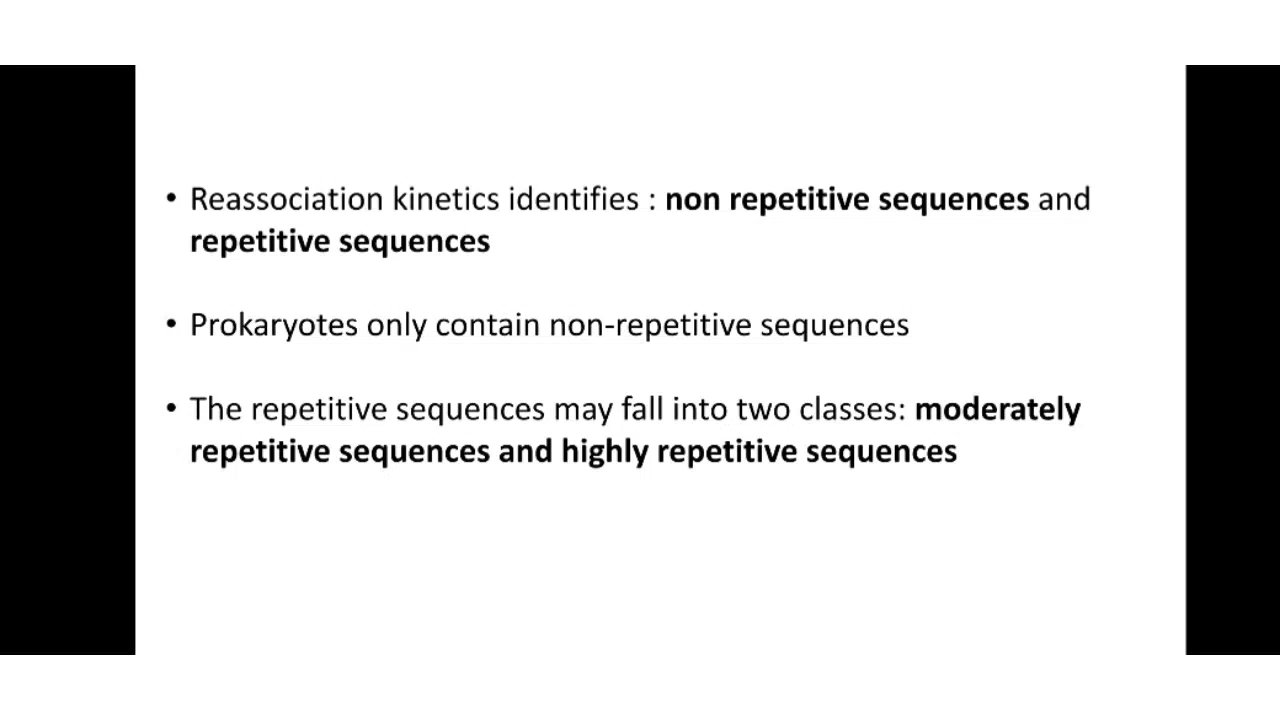 • Reassociation kinetics identifies : non repetitive sequences and
repetitive sequences
• Prokaryotes only contain non-repetitive sequences
• The repetitive sequences may fall into two classes: moderately
repetitive sequences and highly repetitive sequences